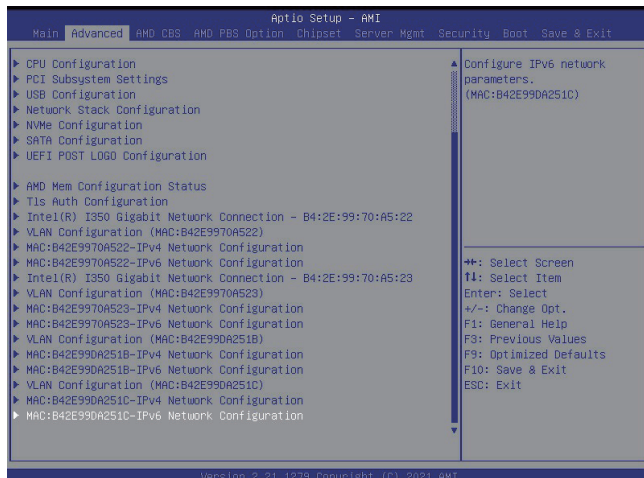 Aptio Setup – AMI
Main Advanced AMD CBS AMD PBS Option Chipset Server Mgmt Security Boot Save & Exit
CPU Configuration
PCI Subsystem Settings
USB Configuration
Network Stack Configuration
NVMe Configuration
SATA Configuration
UEFI POST LOGO Configuration
AMD Mem Configuration Status
Tls Auth Configuration
Intel(R) I350 Gigabit Network Connection – B4:2E:99:70:A5:22
VLAN Configuration (MAC:B42E9970A522)
MAC:B42E9970A522-IPv4 Network Configuration
MAC:B42E9970A522-IPv6 Network Configuration
Intel(R) I350 Gigabit Network Connection – B4:2E:99:70:A5:23
VLAN Configuration (MAC:B42E9970A523)
MAC:B42E9970A523-IPv4 Network Configuration
MAC:B42E9970A523-IPv6 Network Configuration
VLAN Configuration (MAC:B42E99DA251B)
MAC:B42E99DA251B-IPv4 Network Configuration
MAC:B42E99DA251B-IPv6 Network Configuration
VLAN Configuration (MAC:B42E99DA251C)
MAC:B42E99DA251C-IPv4 Network Configuration
MAC:B42E99DA251C-IPv6 Network Configuration
Configure IPv6 network
parameters.
(MAC:B42E99DA251C)
→←: Select Screen
↑↓: Select Item
Enter: Select
+/-: Change Opt.
F1: General Help
F3: Previous Values
F9: Optimized Defaults
F10: Save & Exit
ESC: Exit
Version 2.21.1279 Copyright (C) 2021 AMI